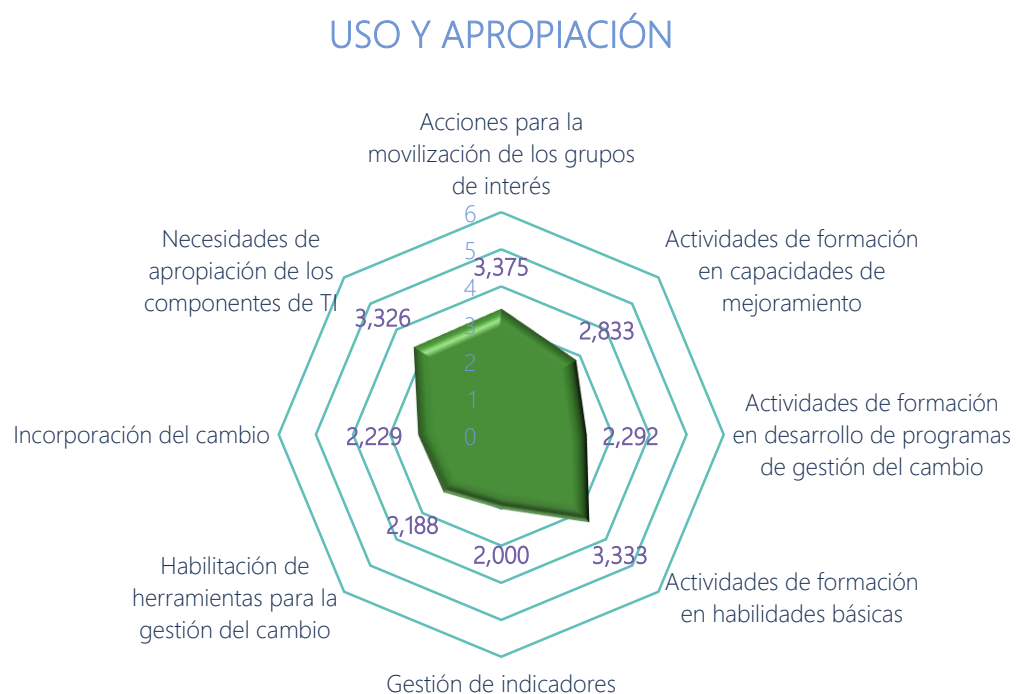 USO Y APROPIACIÓN
Acciones para la
movilización de los grupos
de interés
6
5
4
3
2
1
0
3,375
Actividades de formación
en capacidades de
mejoramiento
2,833
Actividades de formación
en desarrollo de programas
de gestión del cambio
2,292
Actividades de formación
en habilidades básicas
3,333
Gestión de indicadores
2,000
Habilitación de
herramientas para la
gestión del cambio
2,188
Incorporación del cambio
2,229
Necesidades de
apropiación de los
componentes de TI
3,326